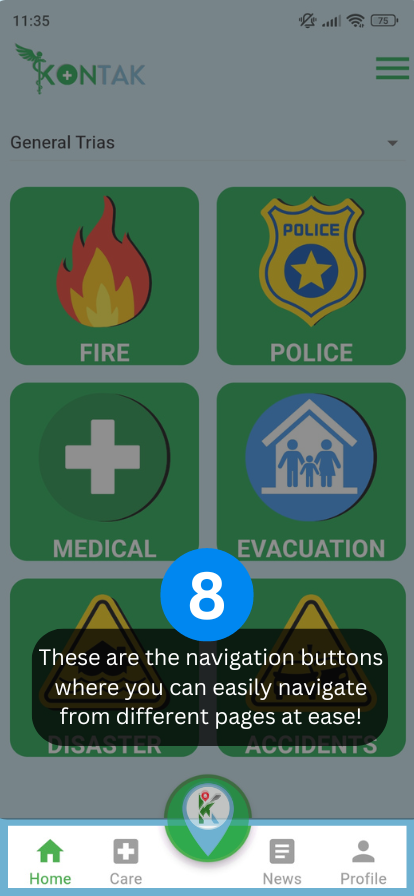 11:35
75
KONTAK
General Trias
POLICE
FIRE
POLICE
MEDICAL
EVACUATION
8
These are the navigation buttons
where you can easily navigate
from different pages at ease!
DISASTER
ACCIDENTS
K
Home
Care
News
Profile